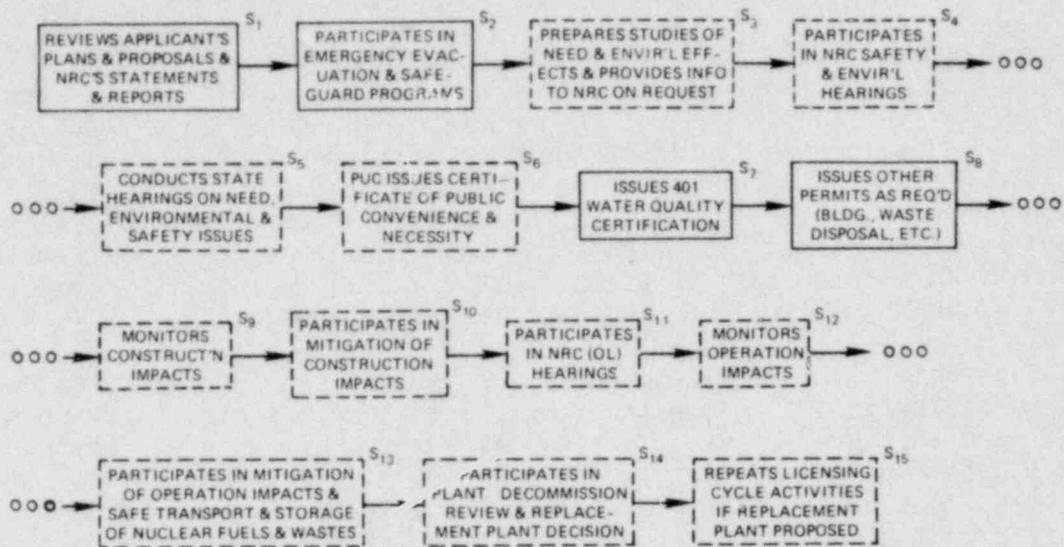 S1
REVIEWS APPLICANT'S
PLANS & PROPOSALS &
NRC'S STATEMENTS
& REPORTS
S2
PARTICIPATES IN
EMERGENCY EVAC-
UATION & SAFE-
GUARD PROGRAMS
S3
PREPARES STUDIES OF
NEED & ENVIR'L EF-
FECTS & PROVIDES INFO
TO NRC ON REQUEST
S4
PARTICIPATES
IN NRC SAFETY
& ENVIR'L
HEARINGS
S5
CONDUCTS STATE
HEARINGS ON NEED,
ENVIRONMENTAL &
SAFETY ISSUES
S6
PUC ISSUES CERTI-
FICATE OF PUBLIC
CONVENIENCE &
NECESSITY
S7
ISSUES 401
WATER QUALITY
CERTIFICATION
S8
ISSUES OTHER
PERMITS AS REQ'D
(BLDG., WASTE
DISPOSAL, ETC.)
S9
MONITORS
CONSTRUCT'N
IMPACTS
S10
PARTICIPATES IN
MITIGATION OF
CONSTRUCTION
IMPACTS
S11
PARTICIPATES
IN NRC (OL)
HEARINGS
S12
MONITORS
OPERATION
IMPACTS
S13
PARTICIPATES IN MITIGATION
OF OPERATION IMPACTS &
SAFE TRANSPORT & STORAGE
OF NUCLEAR FUELS & WASTES
S14
PARTICIPATES IN
PLANT DECOMMISSION
REVIEW & REPLACE-
MENT PLANT DECISION
S15
REPEATS LICENSING
CYCLE ACTIVITIES
IF REPLACEMENT
PLANT PROPOSED